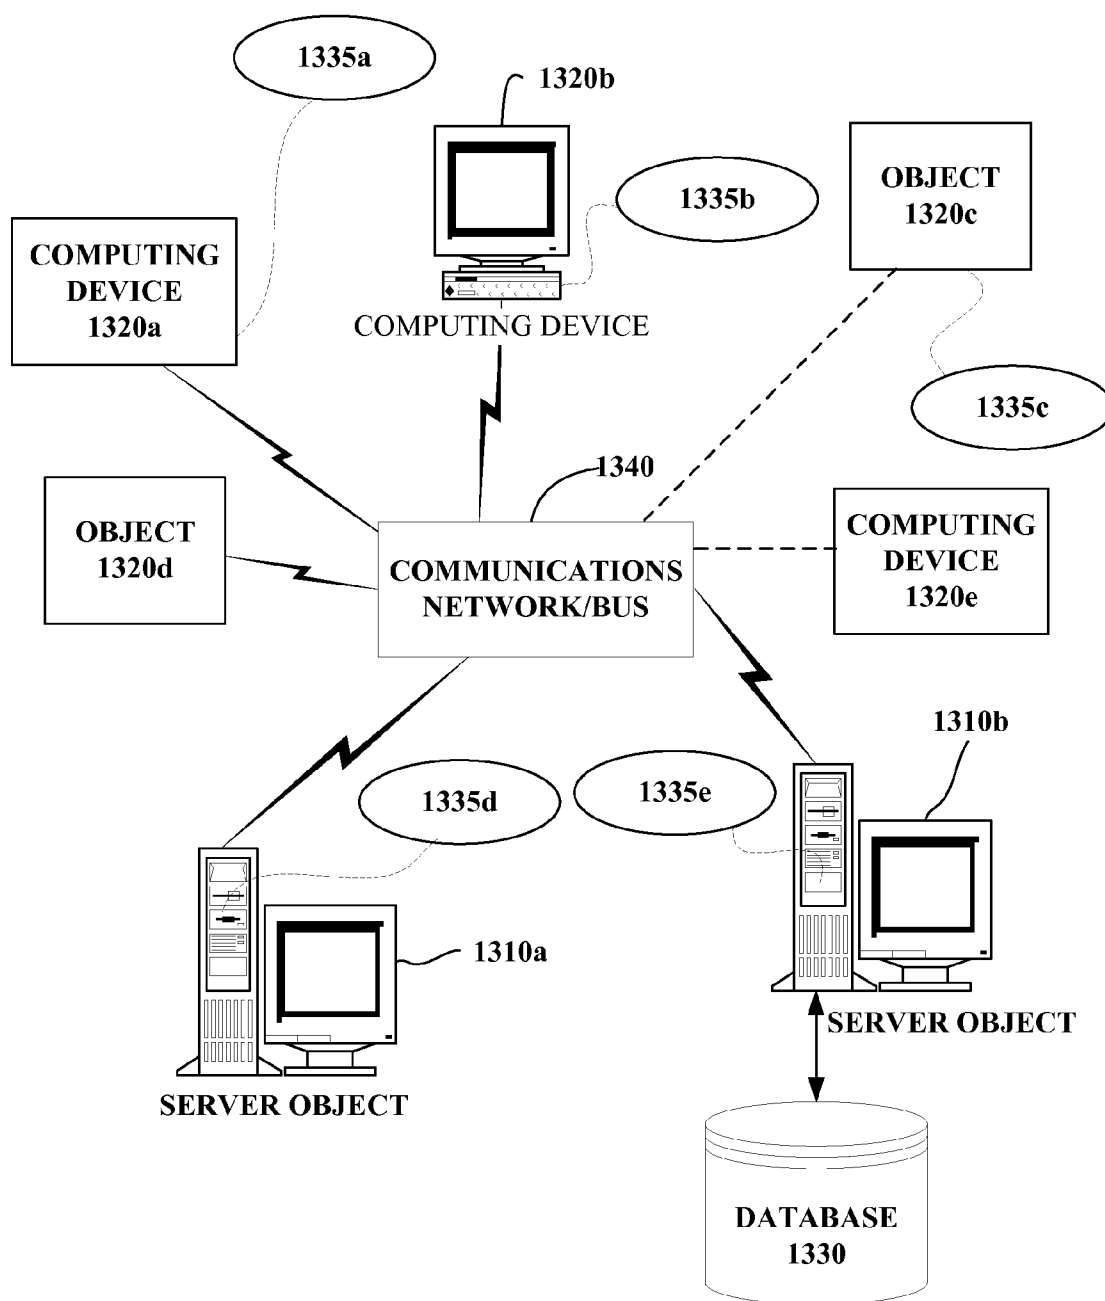 1335a
1320b
1335b
OBJECT
1320c
COMPUTING
DEVICE
1320a
COMPUTING DEVICE
1335c
1340
OBJECT
1320d
COMMUNICATIONS
NETWORK/BUS
COMPUTING
DEVICE
1320e
1310b
1335d
1335e
1310a
SERVER OBJECT
SERVER OBJECT
DATABASE
1330